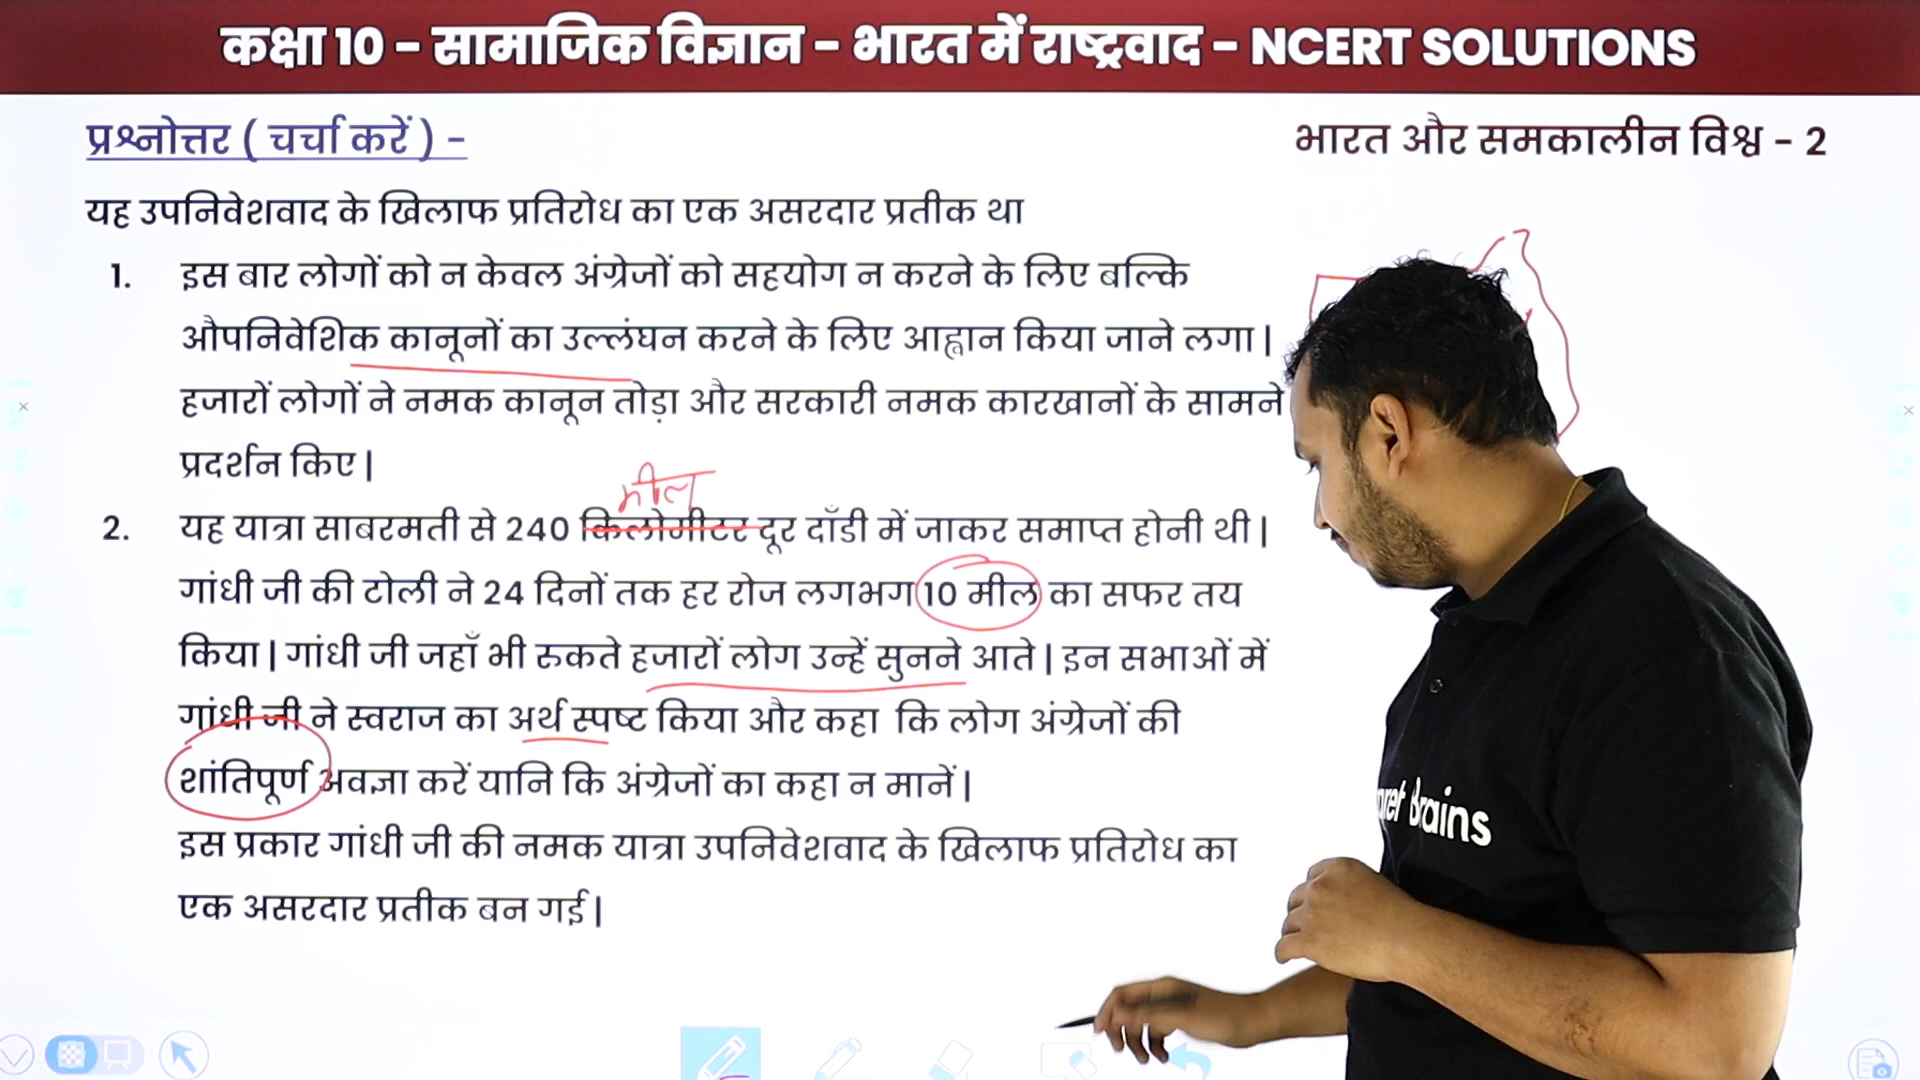 कक्षा 10 – सामाजिक विज्ञान – भारत में राष्ट्रवाद – NCERT SOLUTIONS
प्रश्नोत्तर ( चर्चा करें ) -
भारत और समकालीन विश्व - 2
यह उपनिवेशवाद के खिलाफ प्रतिरोध का एक असरदार प्रतीक था
1. इस बार लोगों को न केवल अंग्रेजों को सहयोग न करने के लिए बल्कि
औपनिवेशिक कानूनों का उल्लंघन करने के लिए आह्वान किया जाने लगा |
हजारों लोगों ने नमक कानून तोड़ा और सरकारी नमक कारखानों के सामने
प्रदर्शन किए |
मील
2. यह यात्रा साबरमती से 240 किलोमीटर दूर दाँडी में जाकर समाप्त होनी थी |
गांधी जी की टोली ने 24 दिनों तक हर रोज लगभग 10 मील का सफर तय
किया | गांधी जी जहाँ भी रुकते हजारों लोग उन्हें सुनने आते | इन सभाओं में
गांधी जी ने स्वराज का अर्थ स्पष्ट किया और कहा कि लोग अंग्रेजों की
शांतिपूर्ण अवज्ञा करें यानि कि अंग्रेजों का कहा न मानें |
इस प्रकार गांधी जी की नमक यात्रा उपनिवेशवाद के खिलाफ प्रतिरोध का
एक असरदार प्रतीक बन गई |
Brains